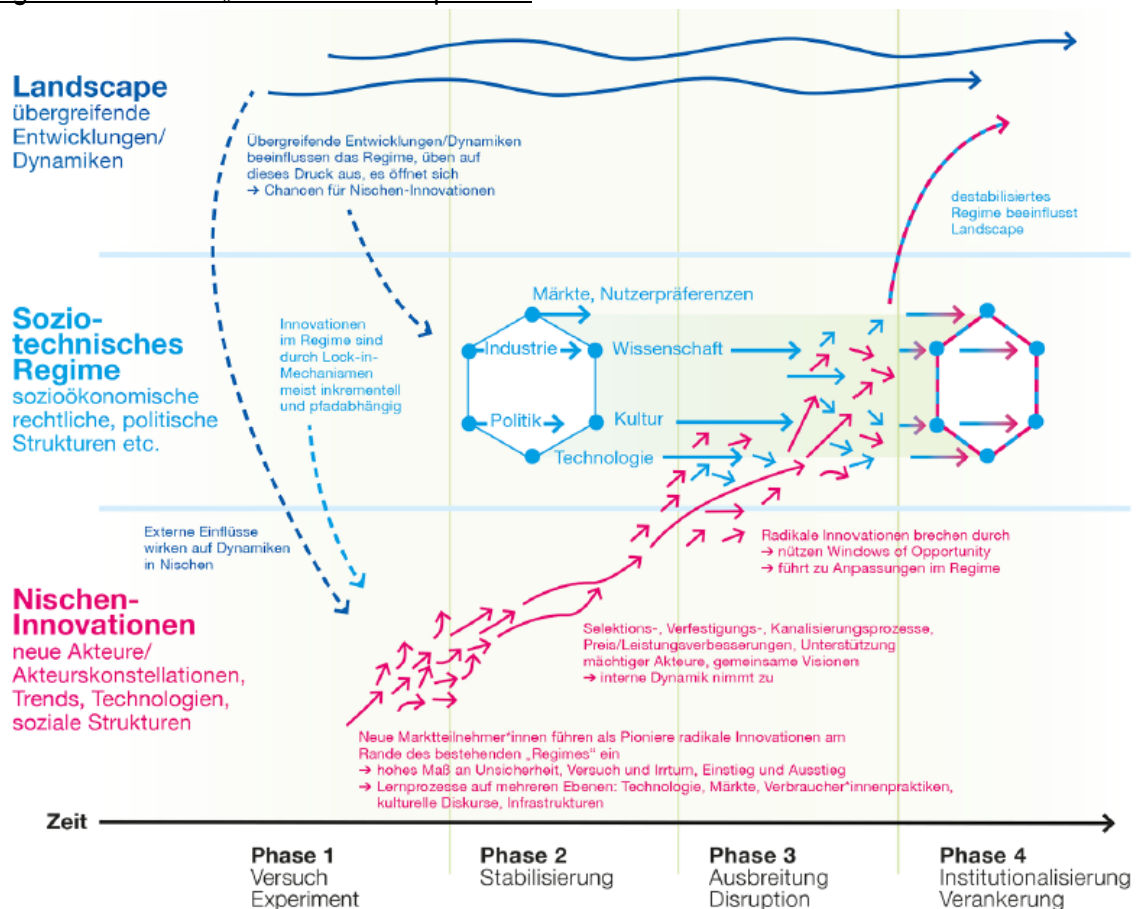 Landscape
übergreifende
Entwicklungen/
Dynamiken
Übergreifende Entwicklungen/Dynamiken
beeinflussen das Regime, üben auf
dieses Druck aus, es öffnet sich
→ Chancen für Nischen-Innovationen
destabilisiertes
Regime beeinflusst
Landscape
Sozio-
technisches
Regime
sozioökonomische
rechtliche, politische
Strukturen etc.
Innovationen
im Regime sind
durch Lock-in-
Mechanismen
meist inkrementell
und pfadabhängig
Märkte, Nutzerpräferenzen
Industrie
Wissenschaft
Politik
Kultur
Technologie
Externe Einflüsse
wirken auf Dynamiken
in Nischen
Radikale Innovationen brechen durch
→ nützen Windows of Opportunity
→ führt zu Anpassungen im Regime
Nischen-
Innovationen
neue Akteure/
Akteurskonstellationen,
Trends, Technologien,
soziale Strukturen
Selektions-, Verfestigungs-, Kanalisierungsprozesse,
Preis/Leistungsverbesserungen, Unterstützung
mächtiger Akteure, gemeinsame Visionen
→ interne Dynamik nimmt zu
Neue Marktteilnehmer*innen führen als Pioniere radikale Innovationen am
Rande des bestehenden „Regimes“ ein
→ hohes Maß an Unsicherheit, Versuch und Irrtum, Einstieg und Ausstieg
→ Lernprozesse auf mehreren Ebenen: Technologie, Märkte, Verbraucher*innenpraktiken,
kulturelle Diskurse, Infrastrukturen
Zeit
Phase 1
Versuch
Experiment
Phase 2
Stabilisierung
Phase 3
Ausbreitung
Disruption
Phase 4
Institutionalisierung
Verankerung